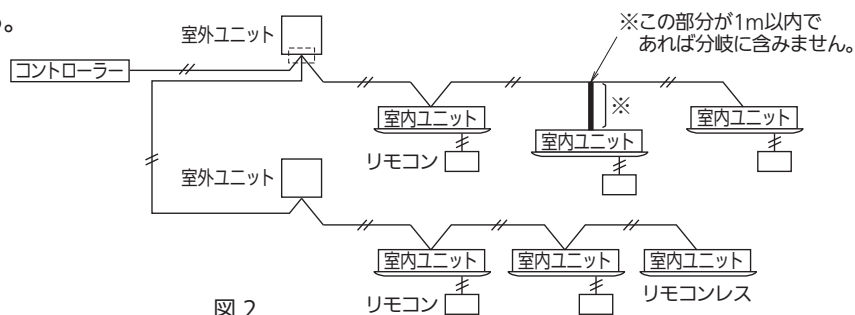 る。
※この部分が1m以内で
あれば分岐に含みません。
室外ユニット
コントローラー
※
室内ユニット
室内ユニット
室内ユニット
リモコン
室外ユニット
室内ユニット
室内ユニット
室内ユニット
リモコン
リモコンレス
図 2